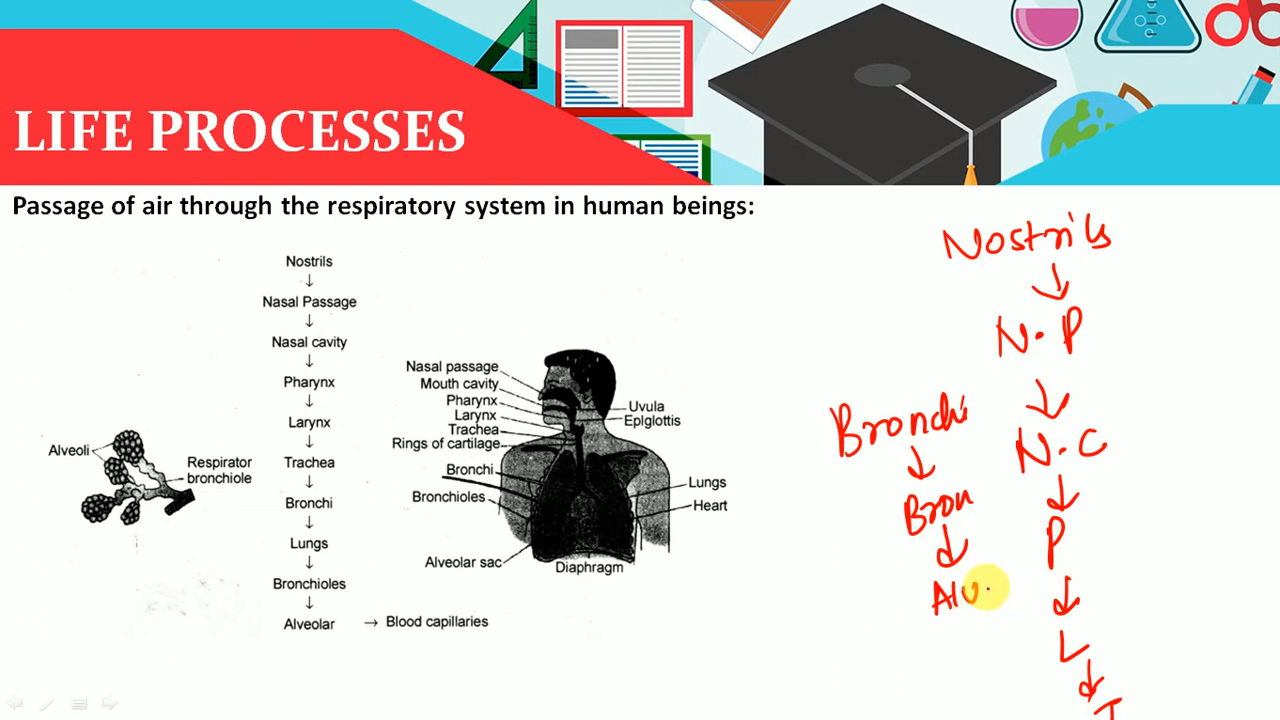 LIFE PROCESSES
Passage of air through the respiratory system in human beings:
Nostrils
↓
Nasal Passage
↓
Nasal cavity
↓
Pharynx
↓
Larynx
↓
Trachea
↓
Bronchi
↓
Lungs
↓
Bronchioles
↓
Alveolar → Blood capillaries
Alveoli
Respirator
bronchiole
Nasal passage
Mouth cavity
Pharynx
Larynx
Trachea
Rings of cartilage
Bronchi
Bronchioles
Alveolar sac
Uvula
Eplglottis
Lungs
Heart
Diaphragm
Nostrils
↓
N.P
↓
N.C
↓
P
↓
L
↓
T
Bronchi
↓
Bron
↓
Alv.